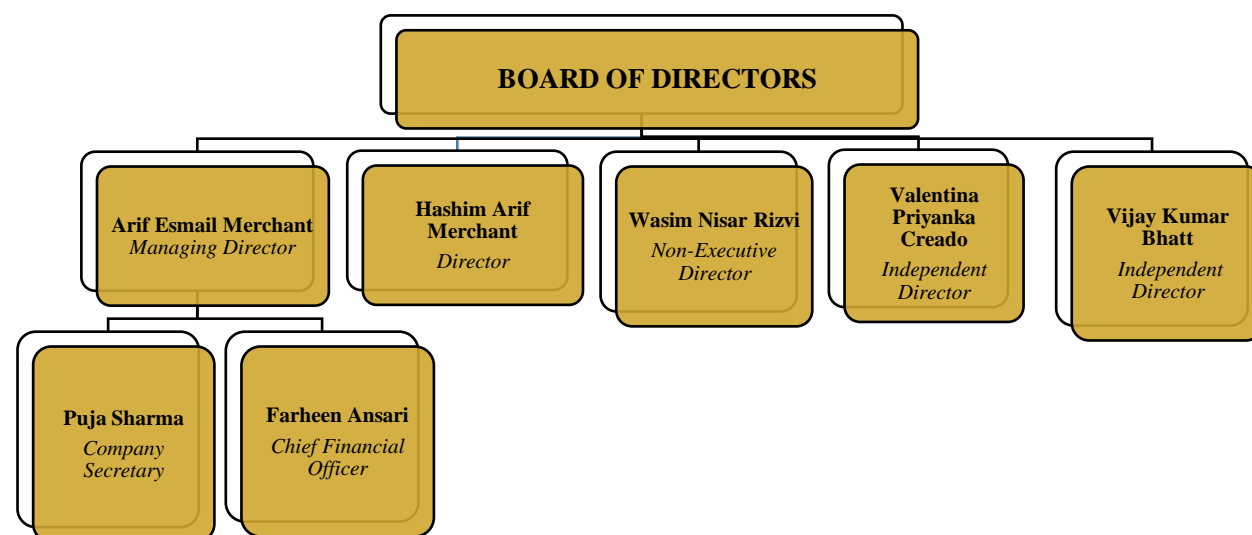 BOARD OF DIRECTORS
Arif Esmail Merchant
Managing Director
Hashim Arif
Merchant
Director
Wasim Nisar Rizvi
Non-Executive
Director
Valentina
Priyanka
Creado
Independent
Director
Vijay Kumar
Bhatt
Independent
Director
Puja Sharma
Company
Secretary
Farheen Ansari
Chief Financial
Officer